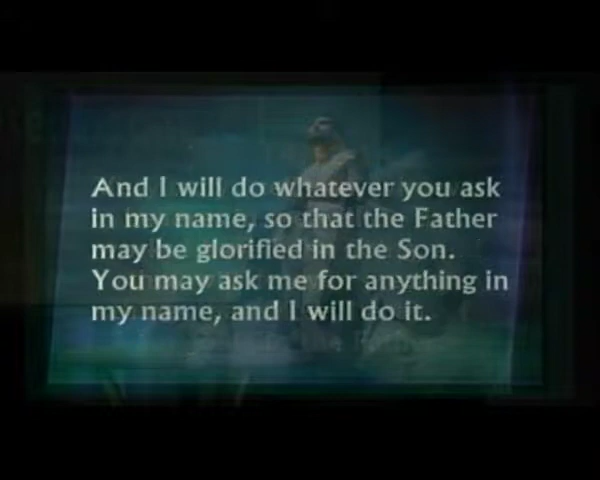 And I will do whatever you ask
in my name, so that the Father
may be glorified in the Son.
You may ask me for anything in
my name, and I will do it.